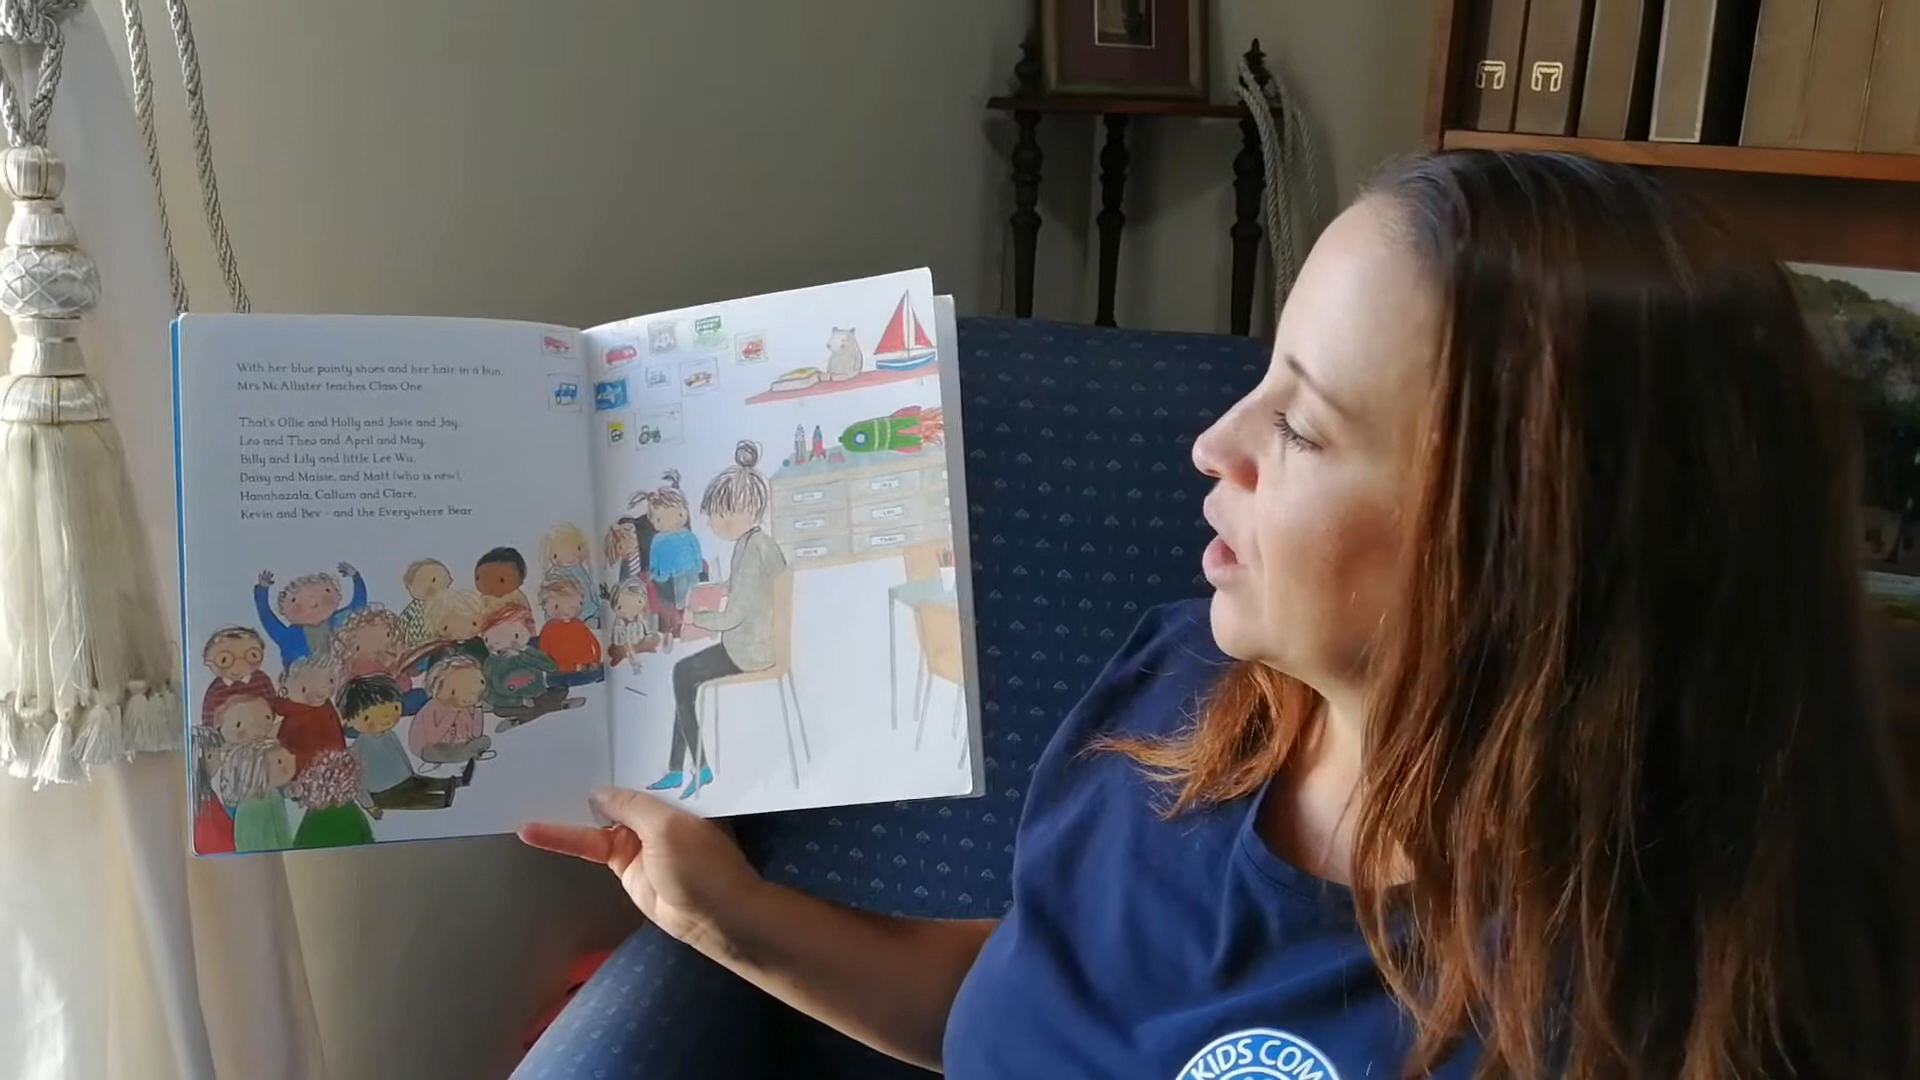 With her blue pointy shoes and her hair in a bun,
Mrs McAllister teaches Class One.
That's Ollie and Holly and Josie and Jay,
Leo and Theo and April and May,
Billy and Lily and little Lee Wu,
Daisy and Maisie, and Matt (who is new),
Hanahazala, Callum and Clare,
Kevin and Bev – and the Everywhere Bear
KIDS COM